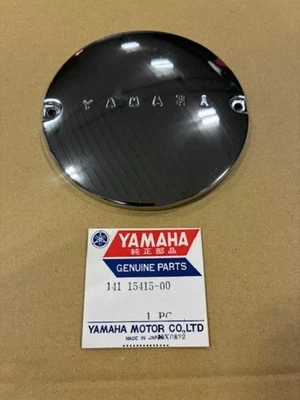 YAMAHA
YAMAHA
純正部品
GENUINE PARTS
141 15415-00
1 PC
YAMAHA MOTOR CO.,LTD
MADE IN JAPAN